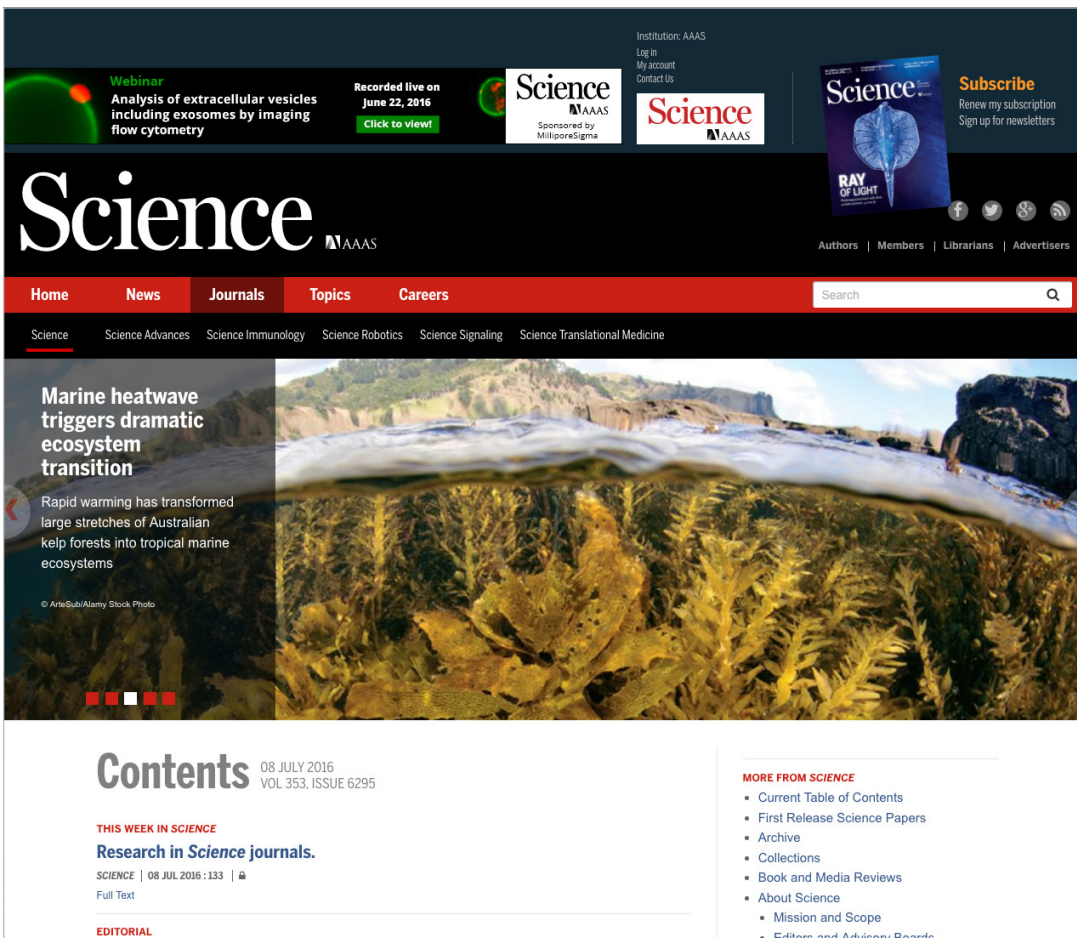 Institution: AAAS
Log in
My account
Contact Us
Webinar
Analysis of extracellular vesicles
including exosomes by imaging
flow cytometry
Recorded live on
June 22, 2016
Click to view!
Science
AAAS
Sponsored by
MilliporeSigma
Science
AAAS
Science
RAY
OF LIGHT
Subscribe
Renew my subscription
Sign up for newsletters
Science AAAS
Authors | Members | Librarians | Advertisers
Home News Journals Topics Careers
Search
Science Science Advances Science Immunology Science Robotics Science Signaling Science Translational Medicine
Marine heatwave
triggers dramatic
ecosystem
transition
Rapid warming has transformed
large stretches of Australian
kelp forests into tropical marine
ecosystems
© ArteSub/Alamy Stock Photo
Contents
08 JULY 2016
VOL 353, ISSUE 6295
THIS WEEK IN SCIENCE
Research in Science journals.
SCIENCE | 08 JUL 2016 : 133 |
Full Text
EDITORIAL
MORE FROM SCIENCE
• Current Table of Contents
• First Release Science Papers
• Archive
• Collections
• Book and Media Reviews
• About Science
• Mission and Scope
• Editors and Advisory Boards